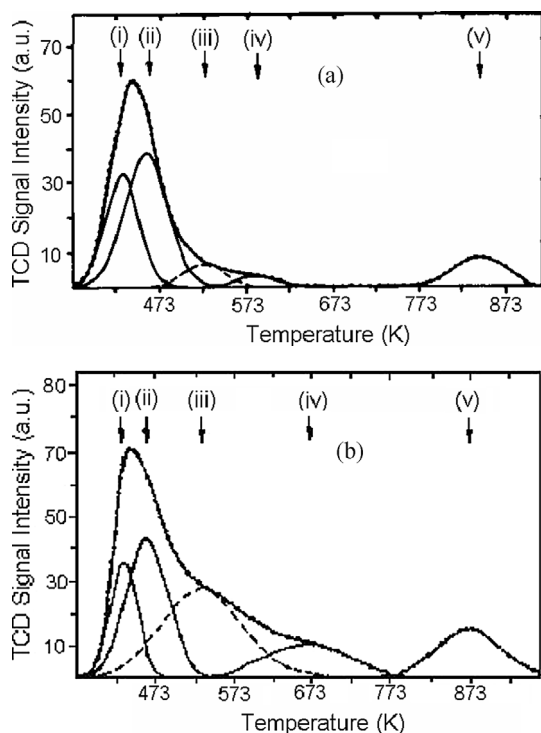 (i) (ii) (iii) (iv) (v)
(a)
70
50
30
10
TCD Signal Intensity (a.u.)
473 573 673 773 873
Temperature (K)
(i) (ii) (iii) (iv) (v)
(b)
80
70
50
30
10
TCD Signal Intensity (a.u.)
473 573 673 773 873
Temperature (K)